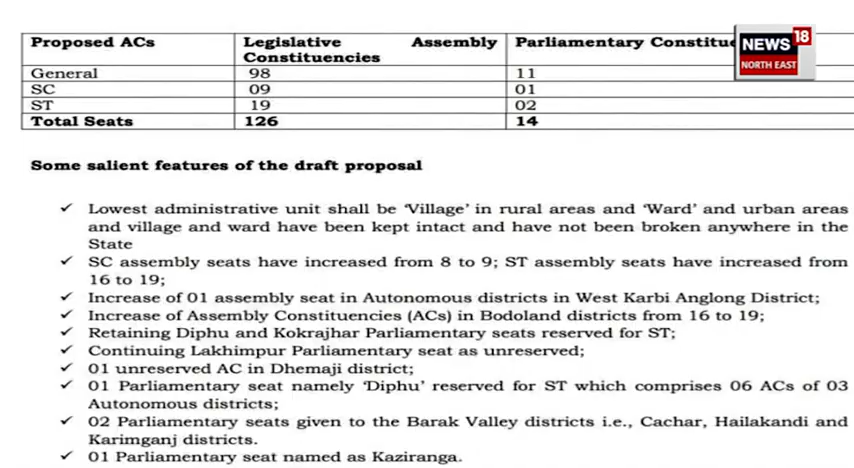 Proposed ACs Legislative Assembly Constituencies Parliamentary
NEWS 18
NORTH EAST
General 98 11
SC 09 01
ST 19 02
Total Seats 126 14
Some salient features of the draft proposal
✓ Lowest administrative unit shall be 'Village' in rural areas and 'Ward' and urban areas
and village and ward have been kept intact and have not been broken anywhere in the
State
✓ SC assembly seats have increased from 8 to 9; ST assembly seats have increased from
16 to 19;
✓ Increase of 01 assembly seat in Autonomous districts in West Karbi Anglong District;
✓ Increase of Assembly Constituencies (ACs) in Bodoland districts from 16 to 19;
✓ Retaining Diphu and Kokrajhar Parliamentary seats reserved for ST;
✓ Continuing Lakhimpur Parliamentary seat as unreserved;
✓ 01 unreserved AC in Dhemaji district;
✓ 01 Parliamentary seat namely 'Diphu' reserved for ST which comprises 06 ACs of 03
Autonomous districts;
✓ 02 Parliamentary seats given to the Barak Valley districts i.e., Cachar, Hailakandi and
Karimganj districts.
✓ 01 Parliamentary seat named as Kaziranga.